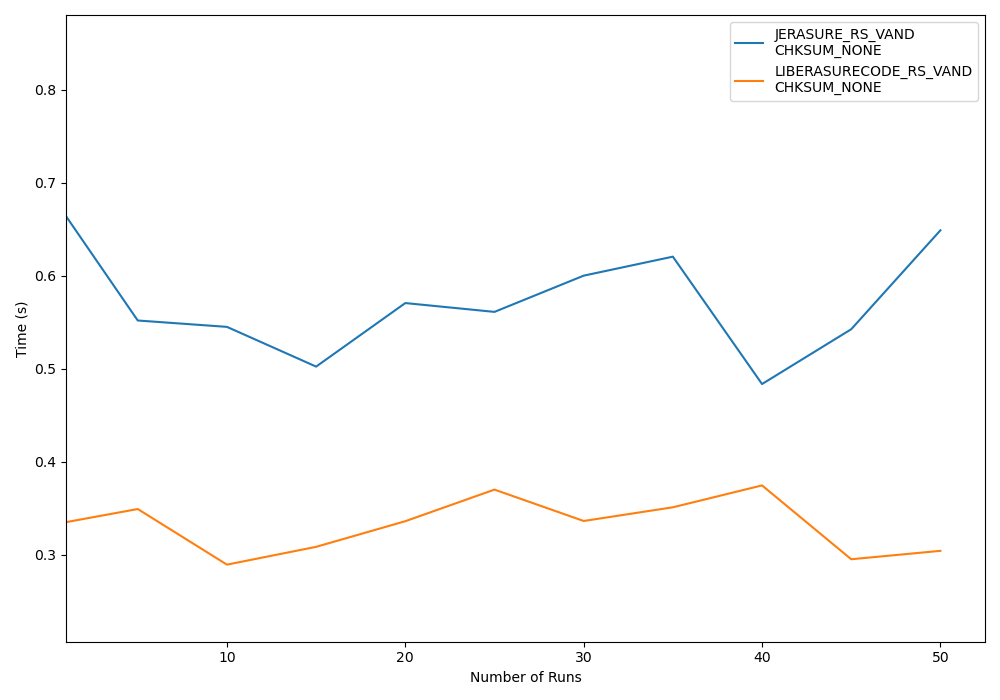 JERASURE_RS_VAND
CHKSUM_NONE
LIBERASURECODE_RS_VAND
CHKSUM_NONE
Time (s)
0.8
0.7
0.6
0.5
0.4
0.3
10 20 30 40 50
Number of Runs